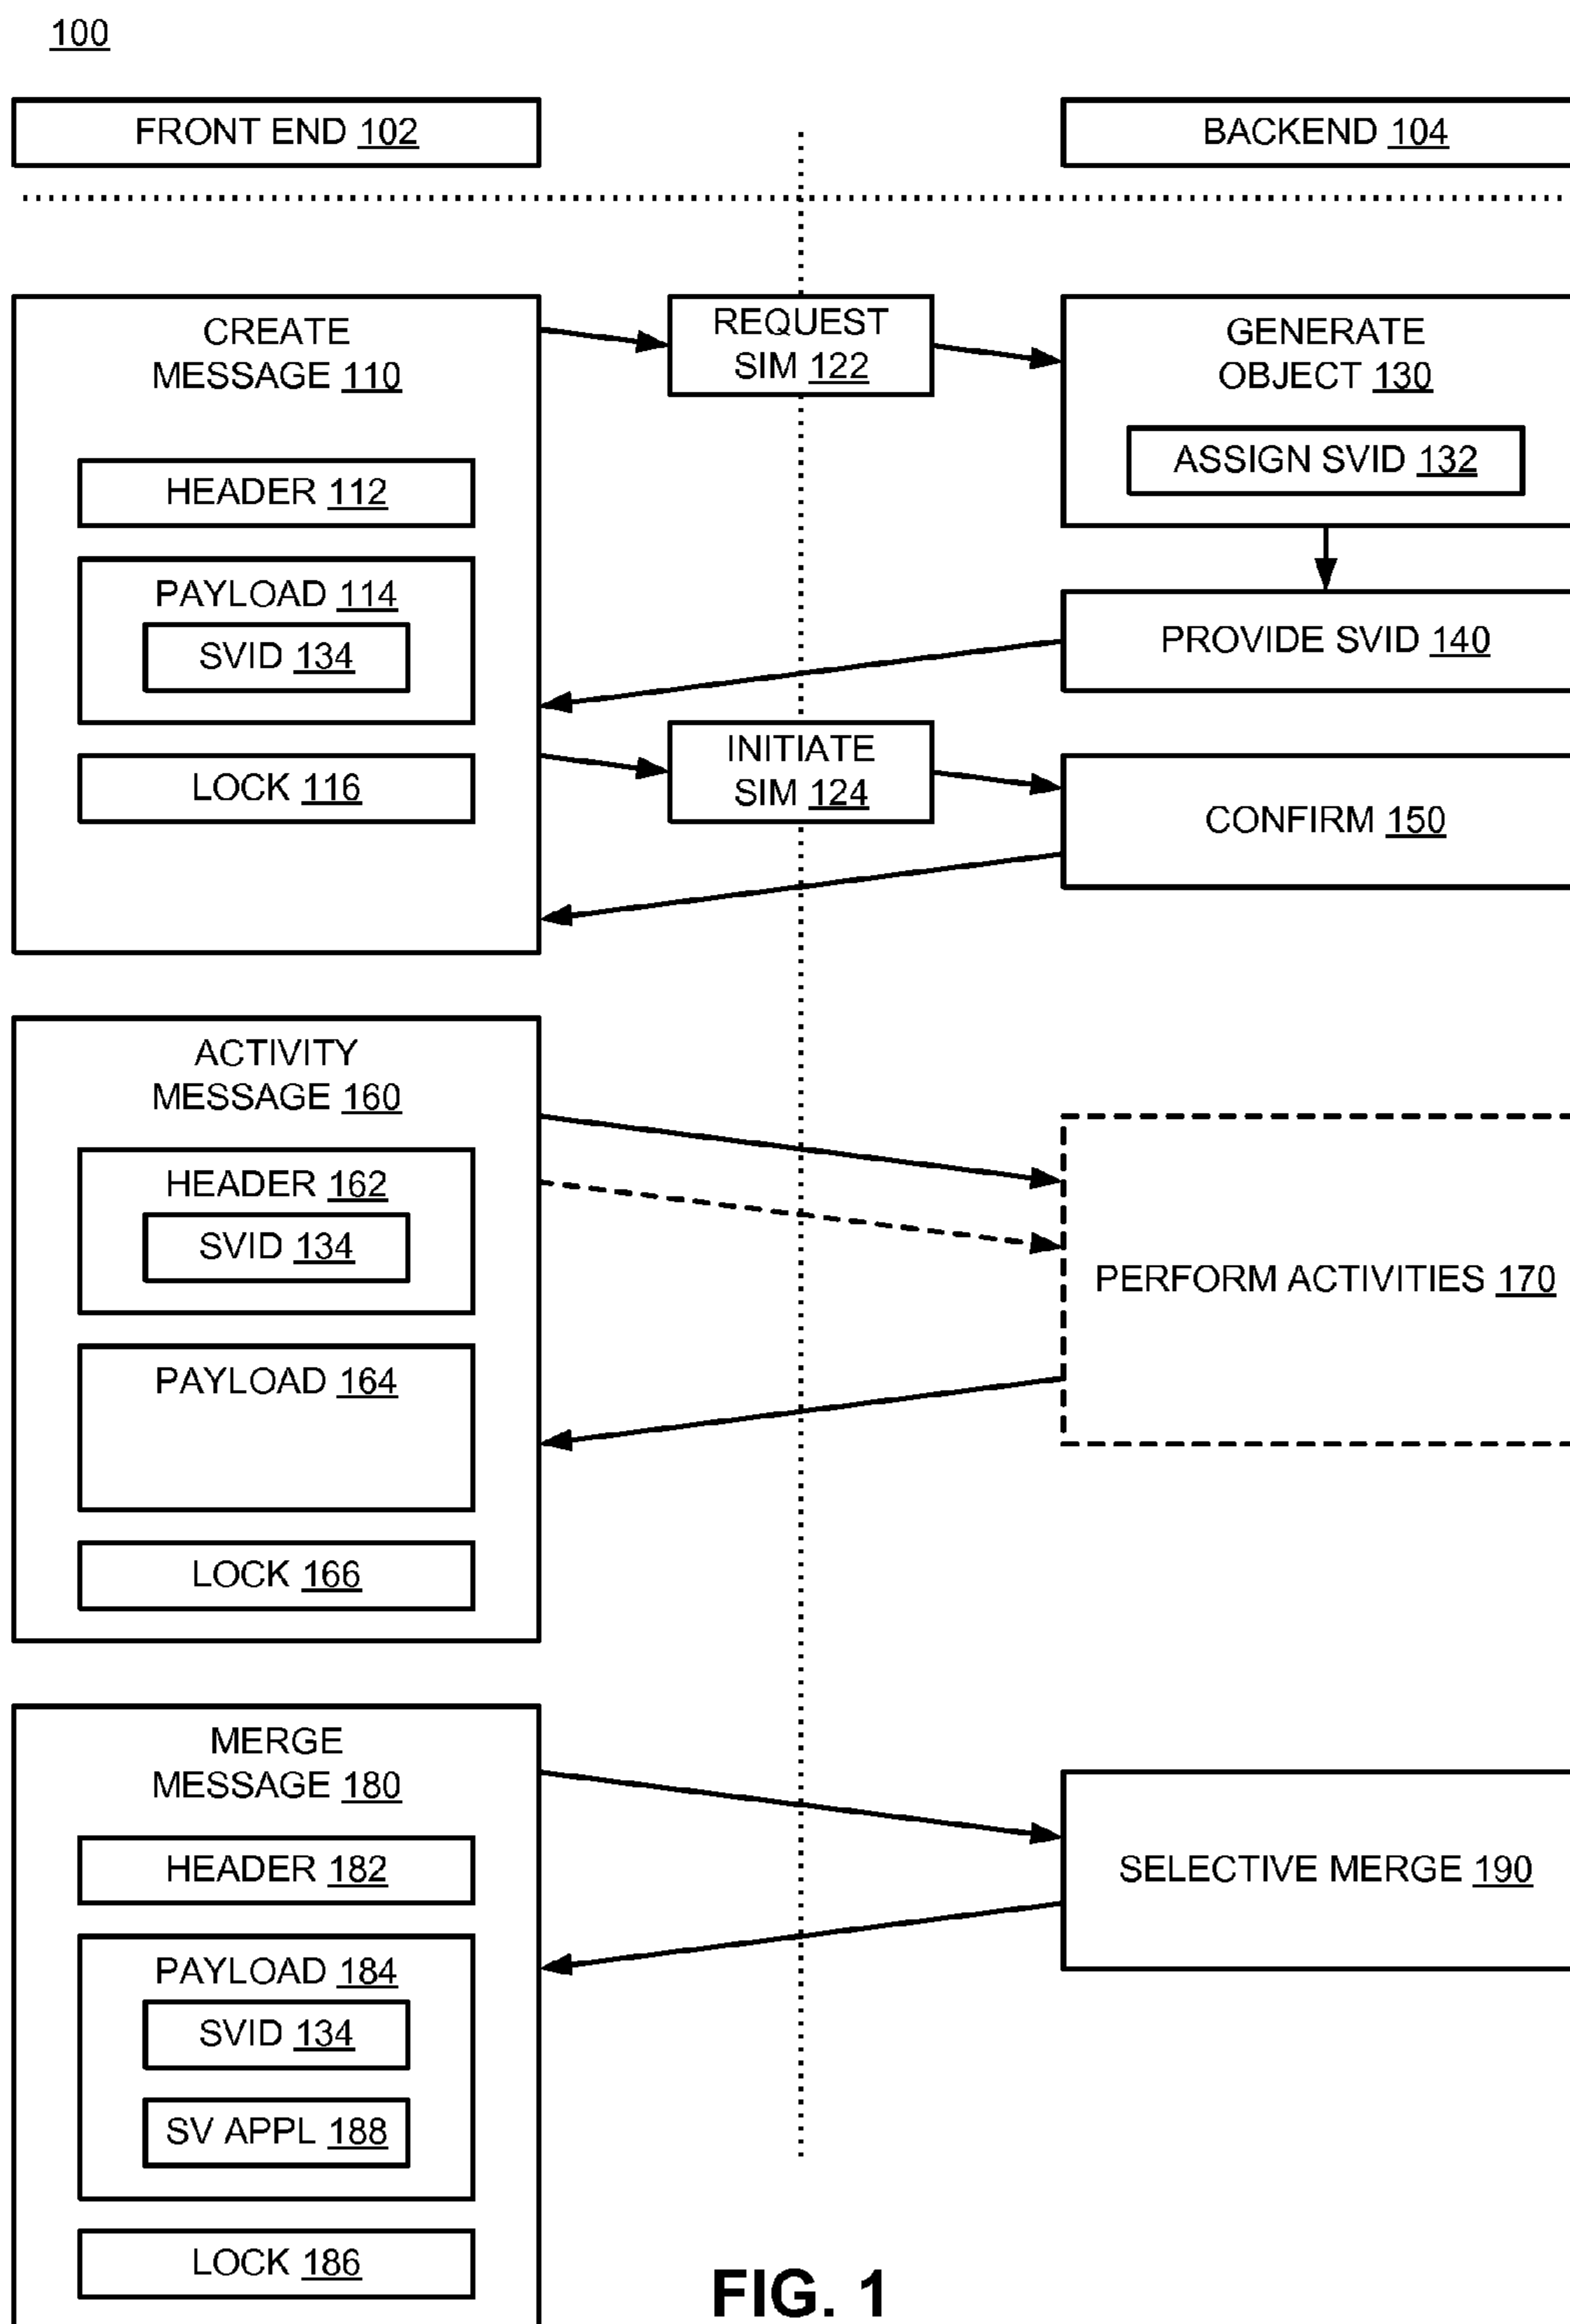 100
FRONT END 102
BACKEND 104
CREATE
MESSAGE 110
HEADER 112
PAYLOAD 114
SVID 134
LOCK 116
REQUEST
SIM 122
GENERATE
OBJECT 130
ASSIGN SVID 132
PROVIDE SVID 140
INITIATE
SIM 124
CONFIRM 150
ACTIVITY
MESSAGE 160
HEADER 162
SVID 134
PAYLOAD 164
LOCK 166
PERFORM ACTIVITIES 170
MERGE
MESSAGE 180
HEADER 182
PAYLOAD 184
SVID 134
SV APPL 188
LOCK 186
SELECTIVE MERGE 190
FIG. 1